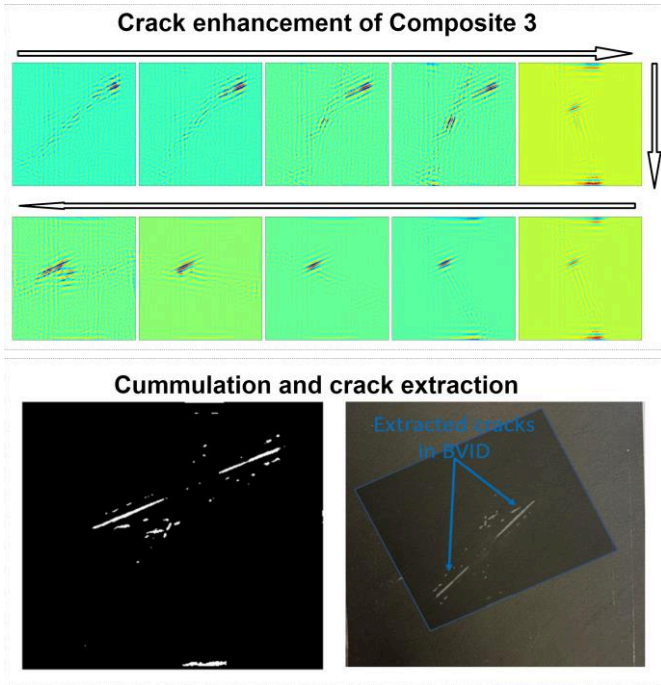 Crack enhancement of Composite 3
Cummulation and crack extraction
Extracted cracks
in BVID